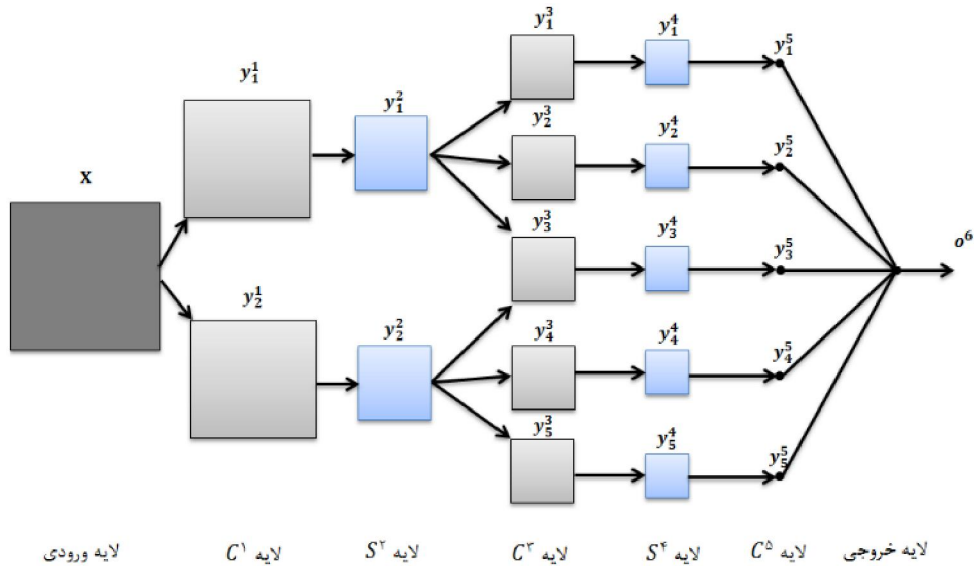 y₁³
y₁⁴
y₁⁵
y₁¹
y₁²
y₂³
y₂⁴
y₂⁵
x
y₃³
y₃⁴
y₃⁵
o⁶
y₂¹
y₂²
y₄³
y₄⁴
y₄⁵
y₅³
y₅⁴
y₅⁵
لایه ورودی
لایه C۱
لایه S۲
لایه C۳
لایه S۴
لایه C۵
لایه خروجی